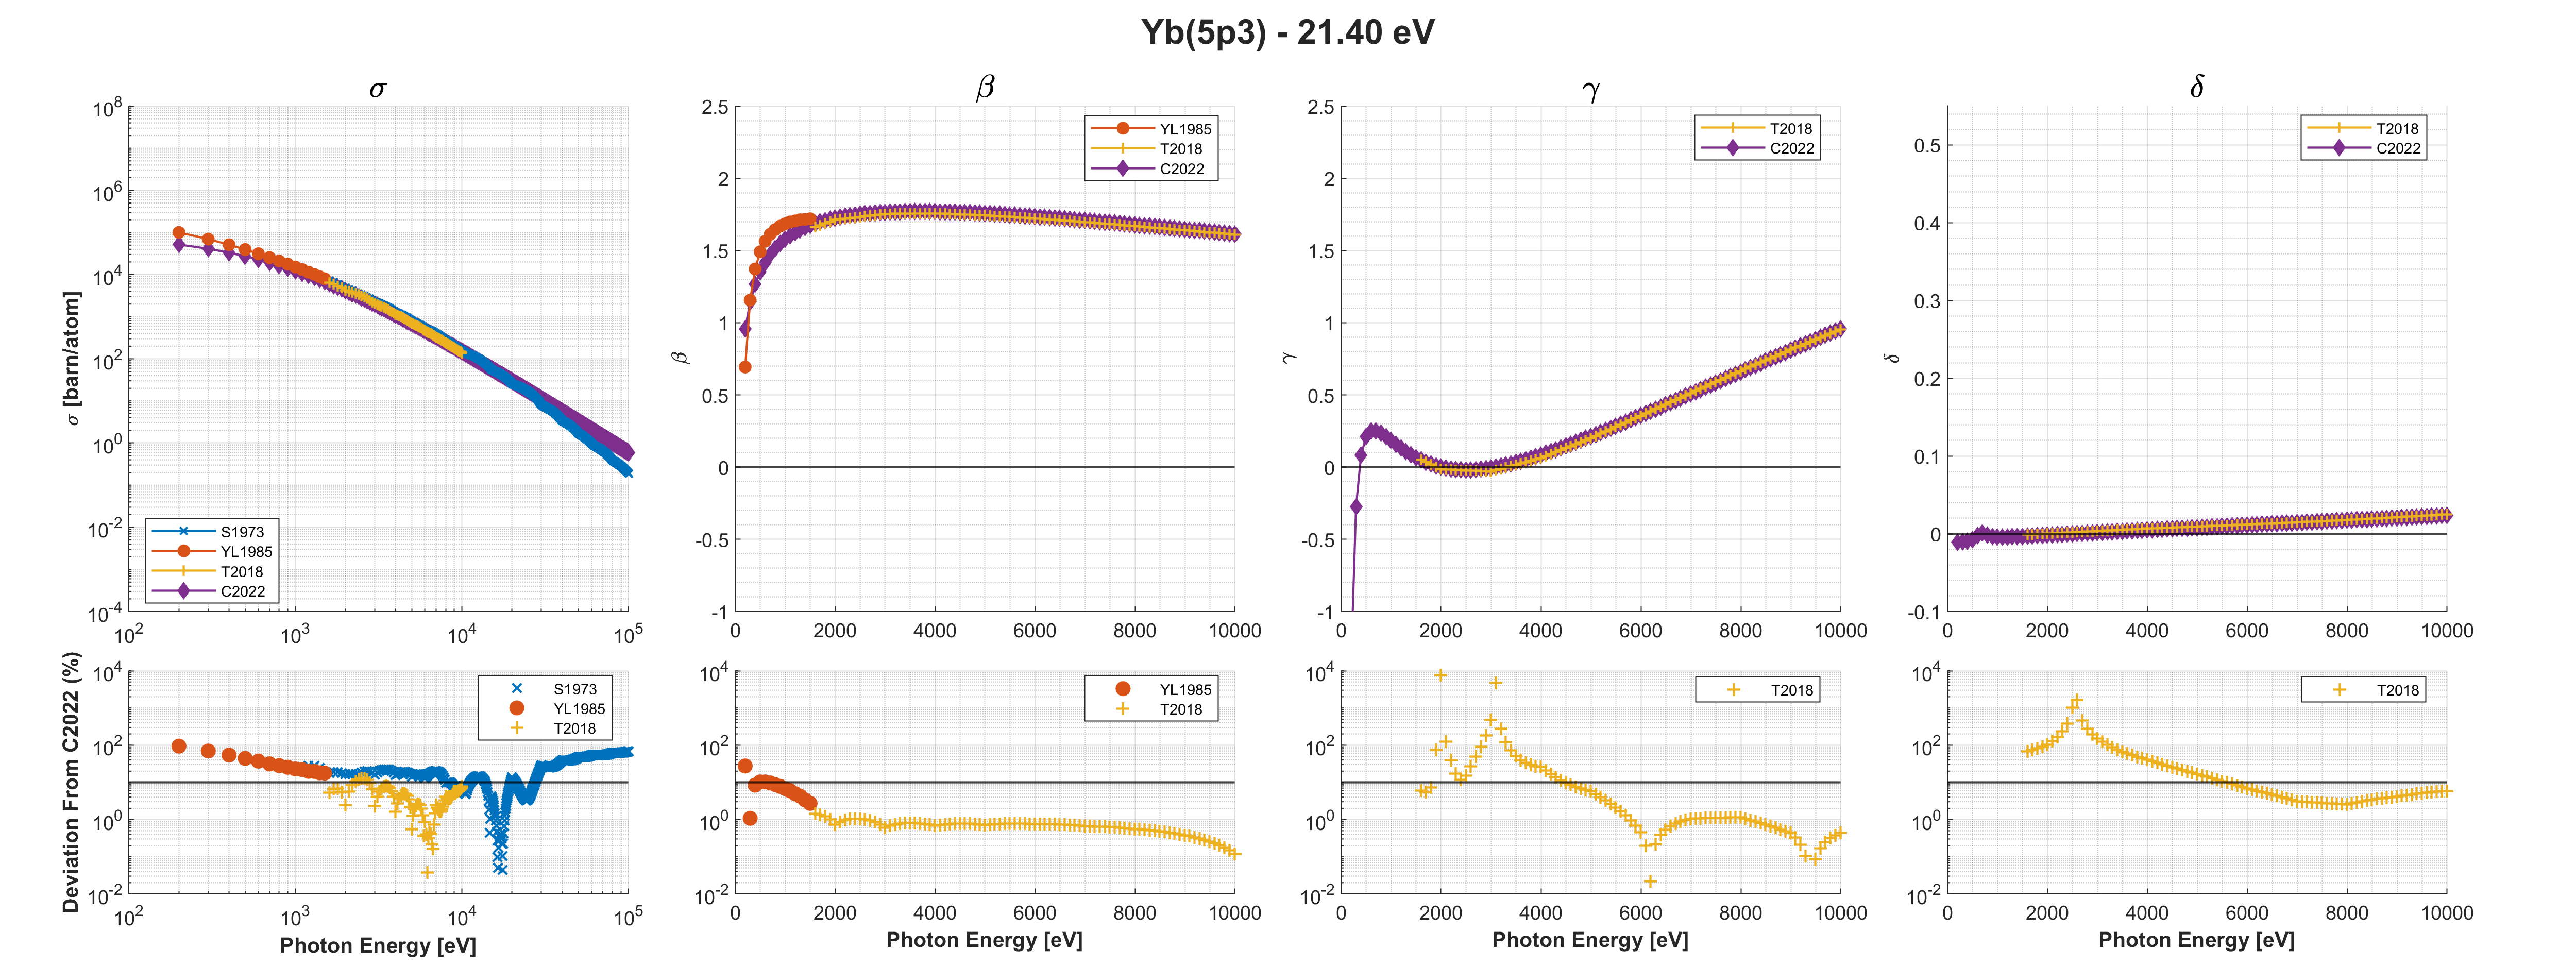 Yb(5p3) - 21.40 eV
σ
10^8
10^6
10^4
10^2
10^0
10^-2
10^-4
σ [barn/atom]
S1973
YL1985
T2018
C2022
10^2 10^3 10^4 10^5
β
2.5
2
1.5
1
0.5
0
-0.5
-1
β
YL1985
T2018
C2022
0 2000 4000 6000 8000 10000
γ
2.5
2
1.5
1
0.5
0
-0.5
-1
γ
T2018
C2022
0 2000 4000 6000 8000 10000
δ
0.5
0.4
0.3
0.2
0.1
0
-0.1
δ
T2018
C2022
0 2000 4000 6000 8000 10000
Deviation From C2022 (%)
10^4
10^2
10^0
10^-2
S1973
YL1985
T2018
10^2 10^3 10^4 10^5
Photon Energy [eV]
10^4
10^2
10^0
10^-2
YL1985
T2018
0 2000 4000 6000 8000 10000
Photon Energy [eV]
10^4
10^2
10^0
10^-2
T2018
0 2000 4000 6000 8000 10000
Photon Energy [eV]
10^4
10^2
10^0
10^-2
T2018
0 2000 4000 6000 8000 10000
Photon Energy [eV]